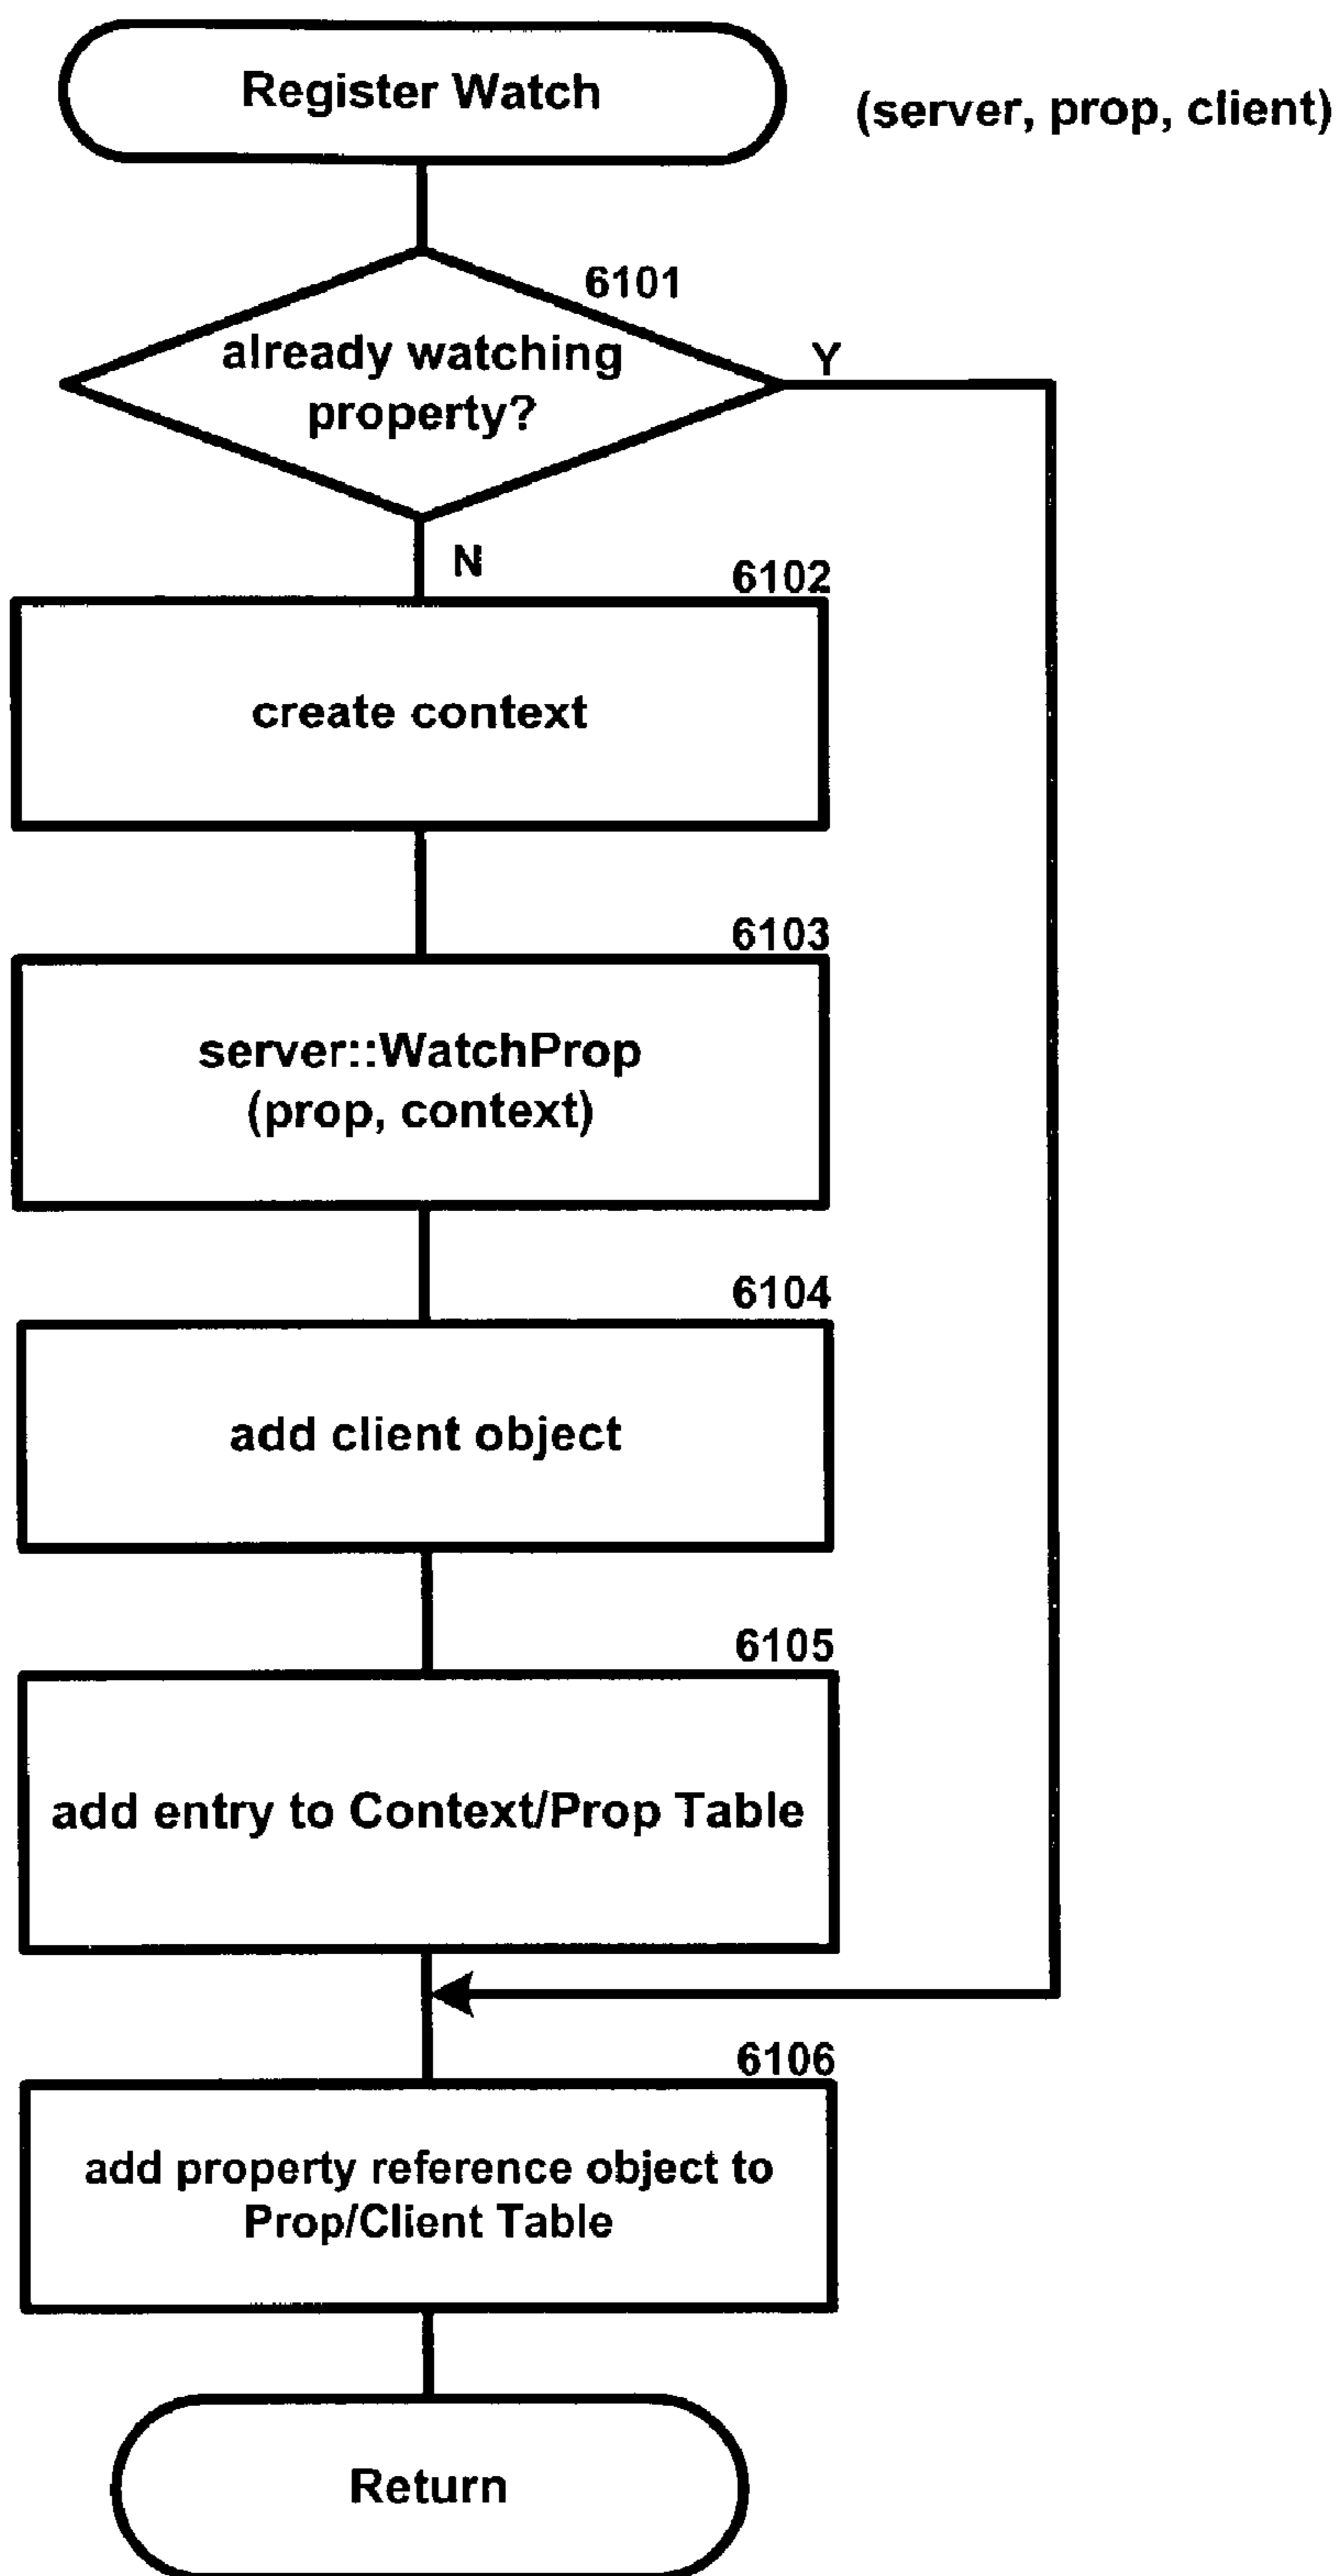 Register Watch
(server, prop, client)
6101
already watching
property?
Y
N
6102
create context
6103
server::WatchProp
(prop, context)
6104
add client object
6105
add entry to Context/Prop Table
6106
add property reference object to
Prop/Client Table
Return